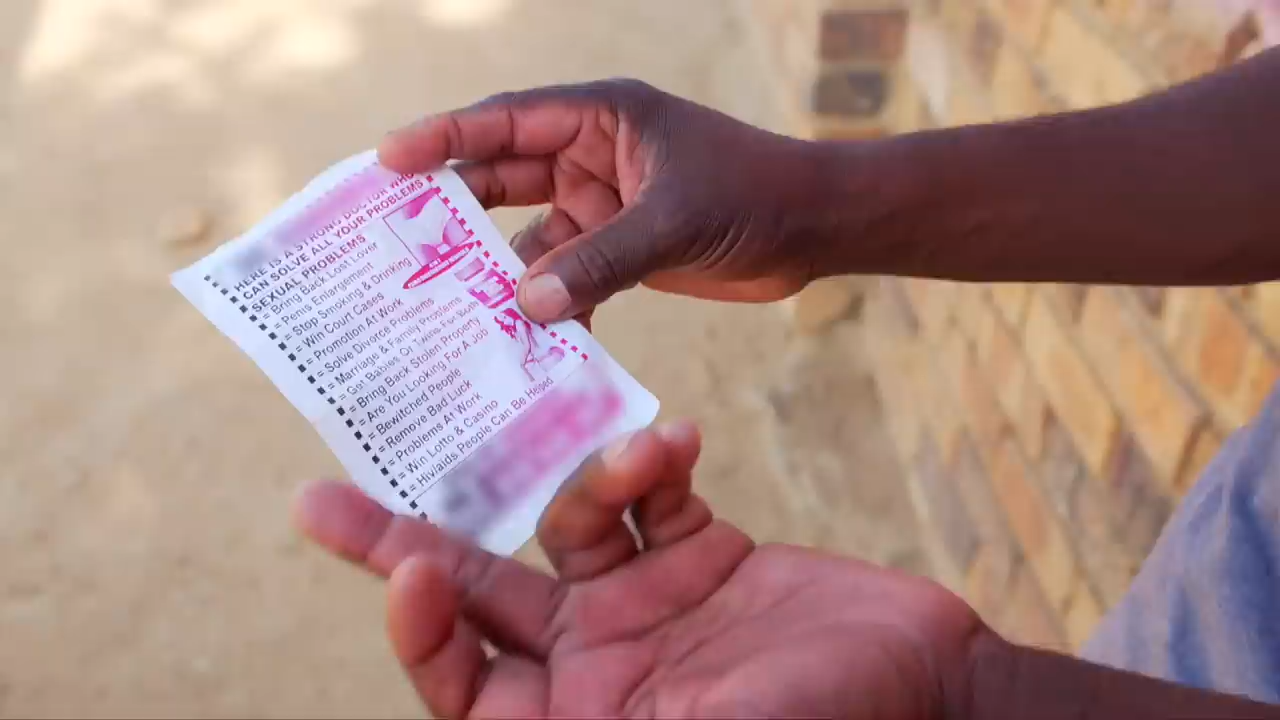 HERE IS A STRONG DOCTOR WHO
CAN SOLVE ALL YOUR PROBLEMS
SEXUAL PROBLEMS
= Bring Back Lost Lover
= Penis Enlargement
= Stop Smoking & Drinking
= Win Court Cases
= Promotion At Work
= Solve Divorce Problems
= Marriage & Family Problems
= Get Babies Or Twins For Both
= Bring Back Stolen Property
= Are You Looking For A Job
= Bewitched People
= Remove Bad Luck
= Problems At Work
= Win Lotto & Casino
= Hiv/aids People Can Be Helped